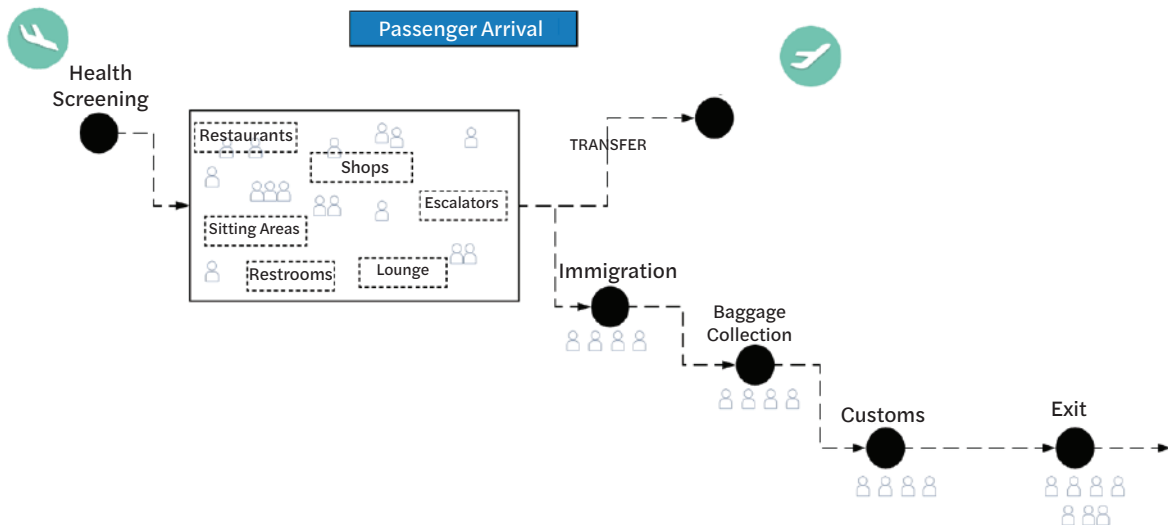 Passenger Arrival
Health
Screening
Restaurants
Shops
Escalators
Sitting Areas
Restrooms
Lounge
TRANSFER
Immigration
Baggage
Collection
Customs
Exit